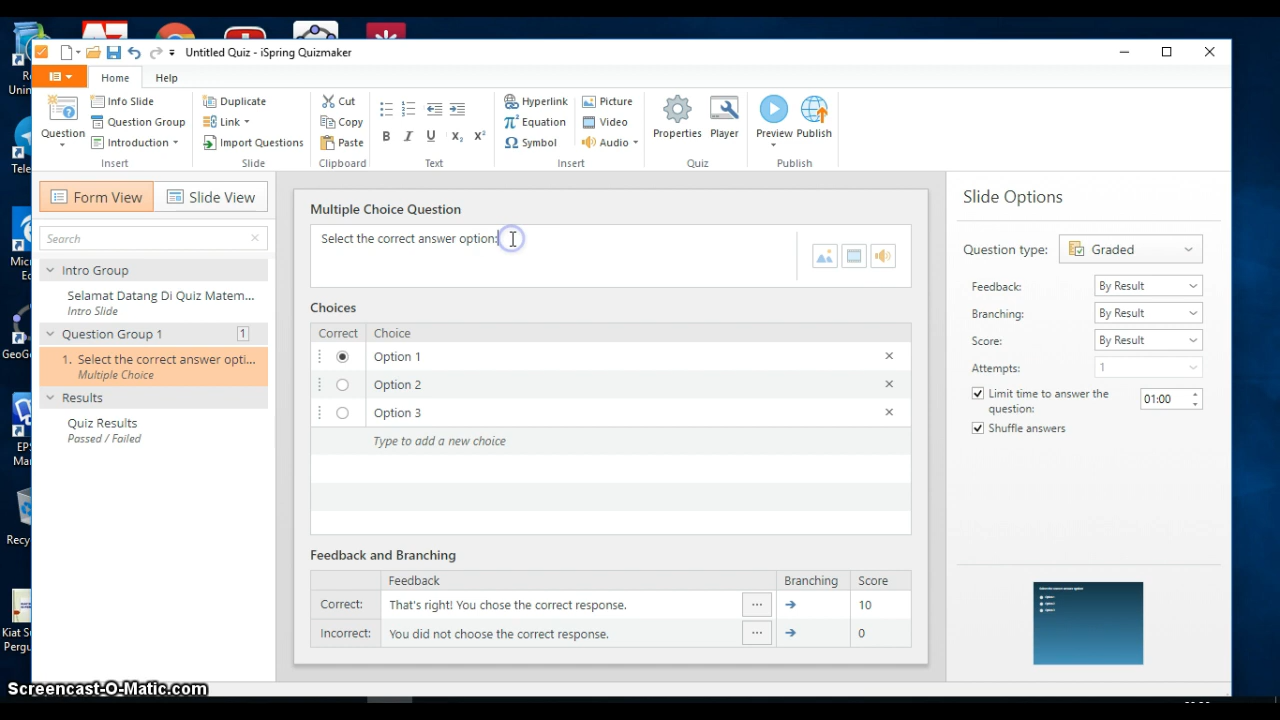 Untitled Quiz - iSpring Quizmaker
Home Help
Question
Info Slide
Question Group
Introduction
Insert
Duplicate
Link
Import Questions
Slide
Cut
Copy
Paste
Clipboard
B I U X₂ X²
Text
Hyperlink
Equation
Symbol
Picture
Video
Audio
Insert
Properties Player
Quiz
Preview Publish
Publish
Form View Slide View
Search
Intro Group
Selamat Datang Di Quiz Matem...
Intro Slide
Question Group 1 1
1. Select the correct answer opti...
Multiple Choice
Results
Quiz Results
Passed / Failed
Multiple Choice Question
Select the correct answer option:
Choices
Correct Choice
Option 1
Option 2
Option 3
Type to add a new choice
Feedback and Branching
Feedback Branching Score
Correct: That's right! You chose the correct response. ... 10
Incorrect: You did not choose the correct response. ... 0
Slide Options
Question type: Graded
Feedback: By Result
Branching: By Result
Score: By Result
Attempts: 1
Limit time to answer the
question: 01:00
Shuffle answers
Screencast-O-Matic.com